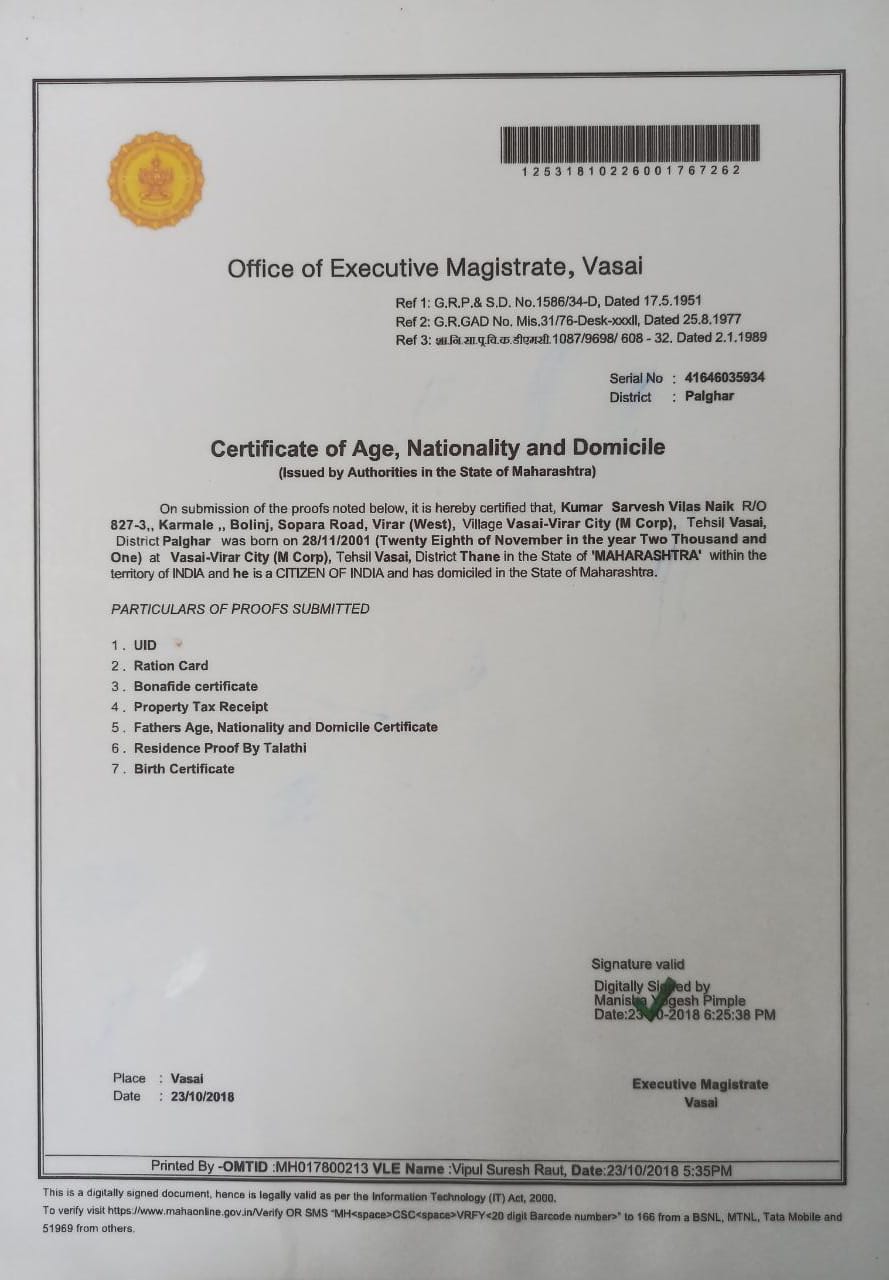 12531810226001767262
Office of Executive Magistrate, Vasai
Ref 1: G.R.P.& S.D. No.1586/34-D, Dated 17.5.1951
Ref 2: G.R.GAD No. Mis.31/76-Desk-xxxII, Dated 25.8.1977
Ref 3: शा.नि.सा.पू.वि.क.डीएमसी.1087/9698/ 608 - 32. Dated 2.1.1989
Serial No : 41646035934
District : Palghar
Certificate of Age, Nationality and Domicile
(Issued by Authorities in the State of Maharashtra)
On submission of the proofs noted below, it is hereby certified that, Kumar Sarvesh Vilas Naik R/O
827-3,, Karmale ,, Bolinj, Sopara Road, Virar (West), Village Vasai-Virar City (M Corp), Tehsil Vasai,
District Palghar was born on 28/11/2001 (Twenty Eighth of November in the year Two Thousand and
One) at Vasai-Virar City (M Corp), Tehsil Vasai, District Thane in the State of 'MAHARASHTRA' within the
territory of INDIA and he is a CITIZEN OF INDIA and has domiciled in the State of Maharashtra.
PARTICULARS OF PROOFS SUBMITTED
1 . UID
2 . Ration Card
3 . Bonafide certificate
4 . Property Tax Receipt
5 . Fathers Age, Nationality and Domicile Certificate
6 . Residence Proof By Talathi
7 . Birth Certificate
Signature valid
Digitally Signed by
Manisha Yogesh Pimple
Date:23-10-2018 6:25:38 PM
Place : Vasai
Date : 23/10/2018
Executive Magistrate
Vasai
Printed By -OMTID :MH017800213 VLE Name :Vipul Suresh Raut, Date:23/10/2018 5:35PM
This is a digitally signed document, hence is legally valid as per the Information Technology (IT) Act, 2000.
To verify visit https://www.mahaonline.gov.in/Verify OR SMS "MH<space>CSC<space>VRFY<20 digit Barcode number>" to 166 from a BSNL, MTNL, Tata Mobile and
51969 from others.